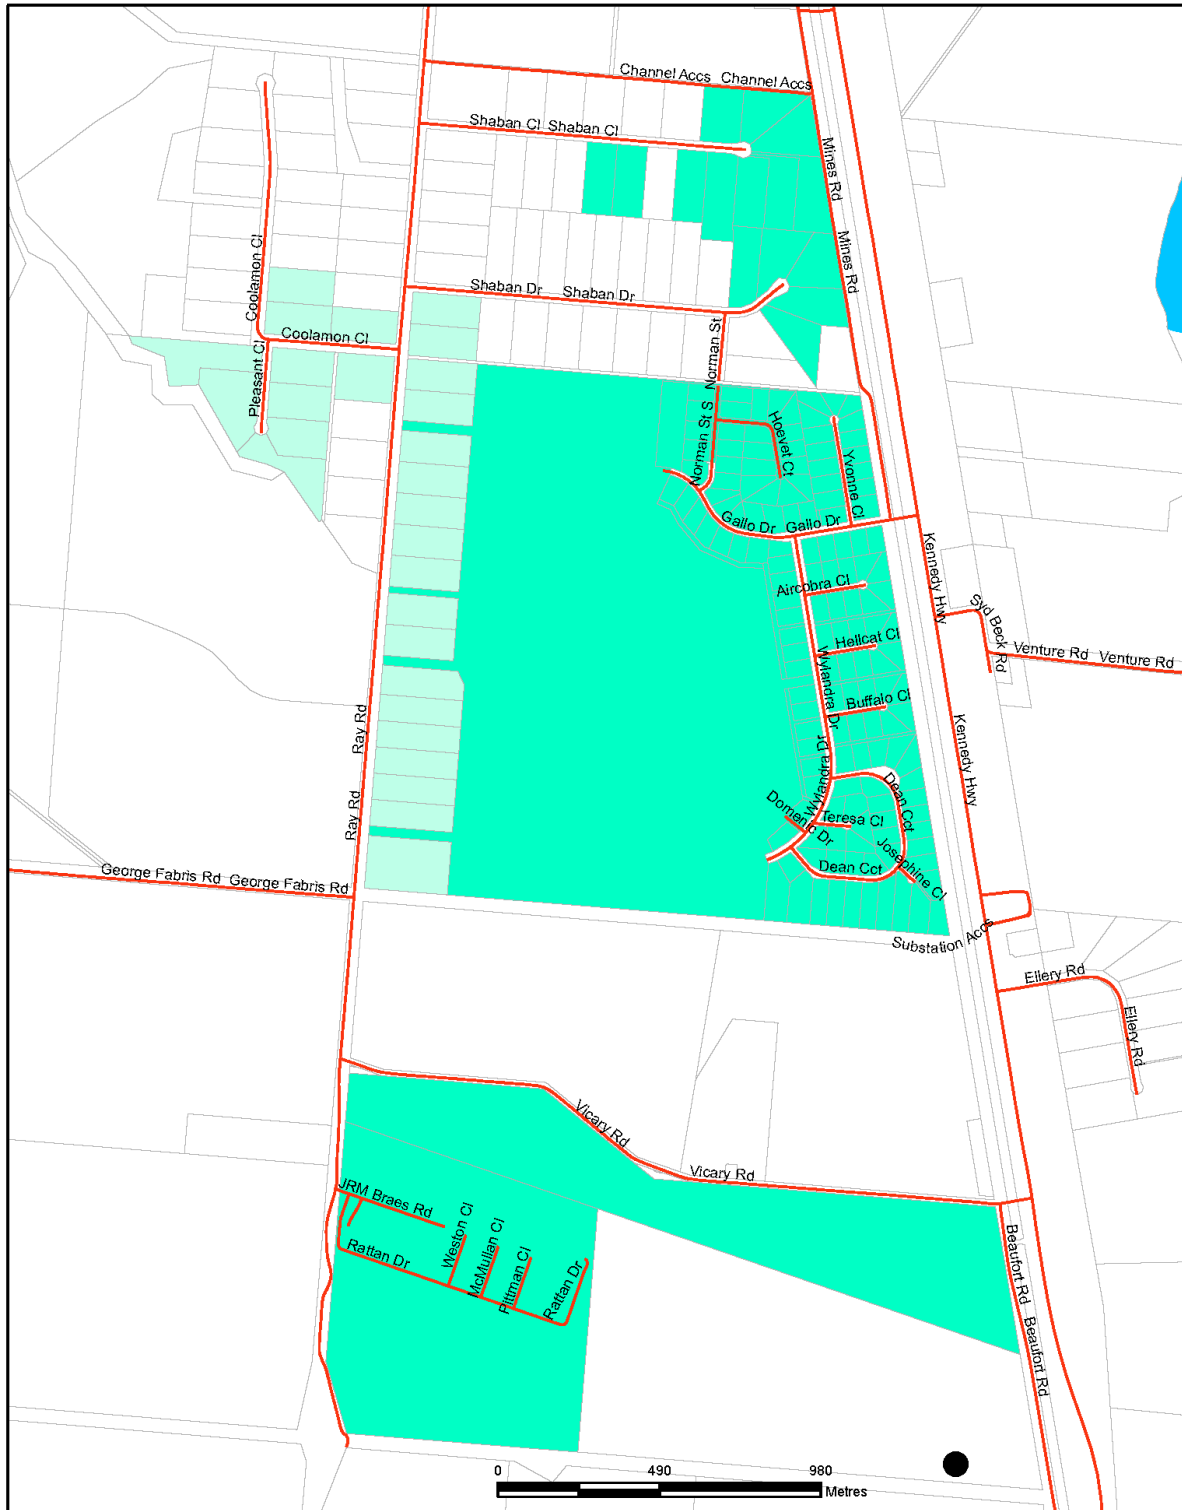 Channel Accs Channel Accs
Shaban Cl Shaban Cl
Mines Rd
Mines Rd
Coolamon Cl
Shaban Dr Shaban Dr
Coolamon Cl
Norman St
Pleasant Cl
Norman St S
Hoevet Ct
Yvonne Cl
Gallo Dr Gallo Dr
Kennedy Hwy
Aircobra Cl
Syd Beck Rd
Hellcat Cl
Venture Rd Venture Rd
Wylandra Dr
Buffalo Cl
Ray Rd
Kennedy Hwy
Wylandra Dr
Dean Cct
Ray Rd
Domenic Dr
Teresa Cl
Josephine Cl
Dean Cct
George Fabris Rd George Fabris Rd
Substation Accs
Ellery Rd
Ellery Rd
Vicary Rd
Vicary Rd
JRM Braes Rd
Weston Cl
McMullan Cl
Pittman Cl
Rattan Dr
Rattan Dr
Beaufort Rd
Beaufort Rd
0 490 980
Metres